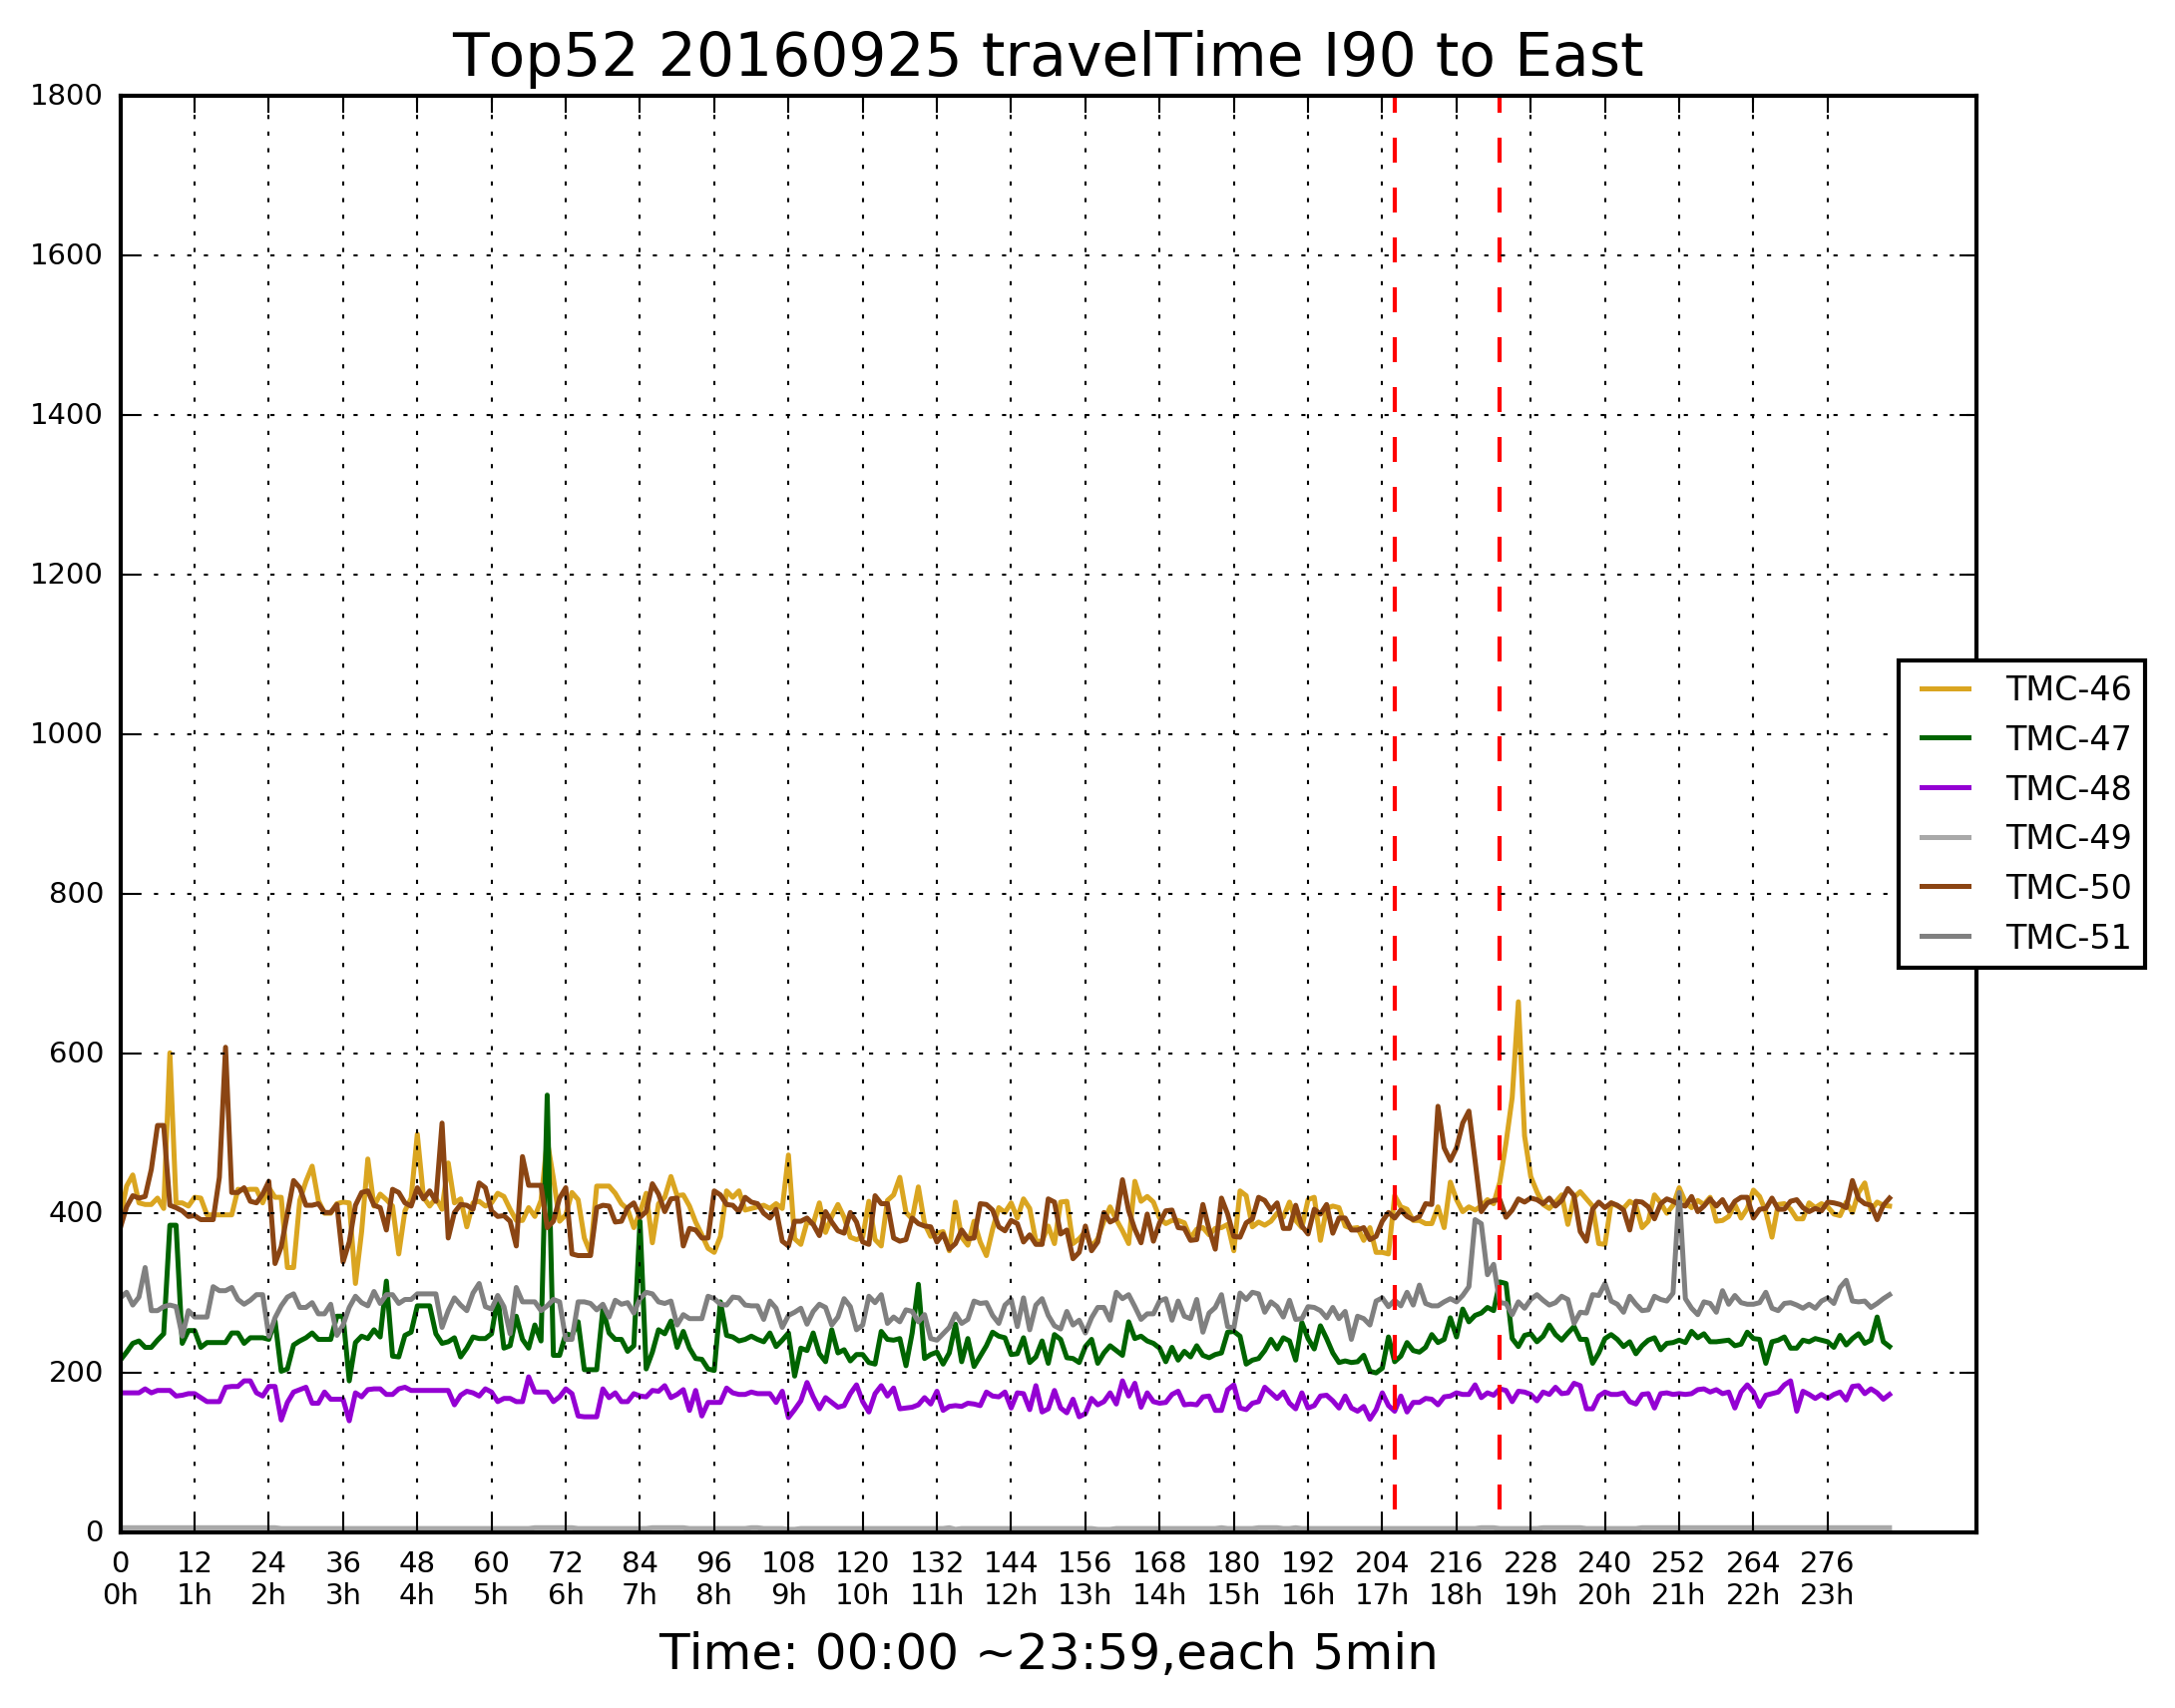 Top52 20160925 travelTime I90 to East
1800
1600
1400
1200
1000
800
600
400
200
0
TMC-46
TMC-47
TMC-48
TMC-49
TMC-50
TMC-51
0 12 24 36 48 60 72 84 96 108 120 132 144 156 168 180 192 204 216 228 240 252 264 276
0h 1h 2h 3h 4h 5h 6h 7h 8h 9h 10h 11h 12h 13h 14h 15h 16h 17h 18h 19h 20h 21h 22h 23h
Time: 00:00 ~23:59,each 5min